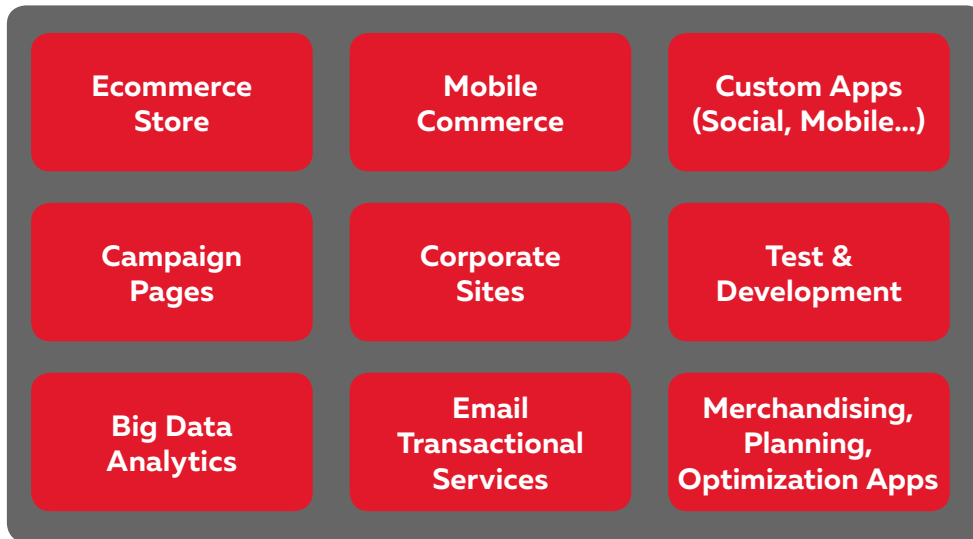 Ecommerce
Store
Mobile
Commerce
Custom Apps
(Social, Mobile...)
Campaign
Pages
Corporate
Sites
Test &
Development
Big Data
Analytics
Email
Transactional
Services
Merchandising,
Planning,
Optimization Apps